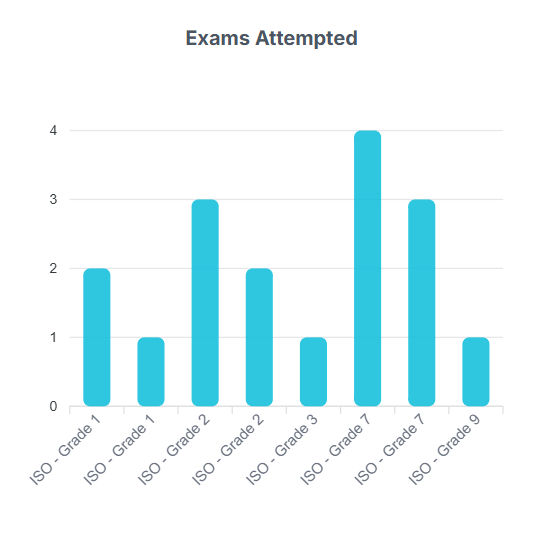 Exams Attempted
4
3
2
1
0
ISO - Grade 1
ISO - Grade 1
ISO - Grade 2
ISO - Grade 2
ISO - Grade 3
ISO - Grade 7
ISO - Grade 7
ISO - Grade 9